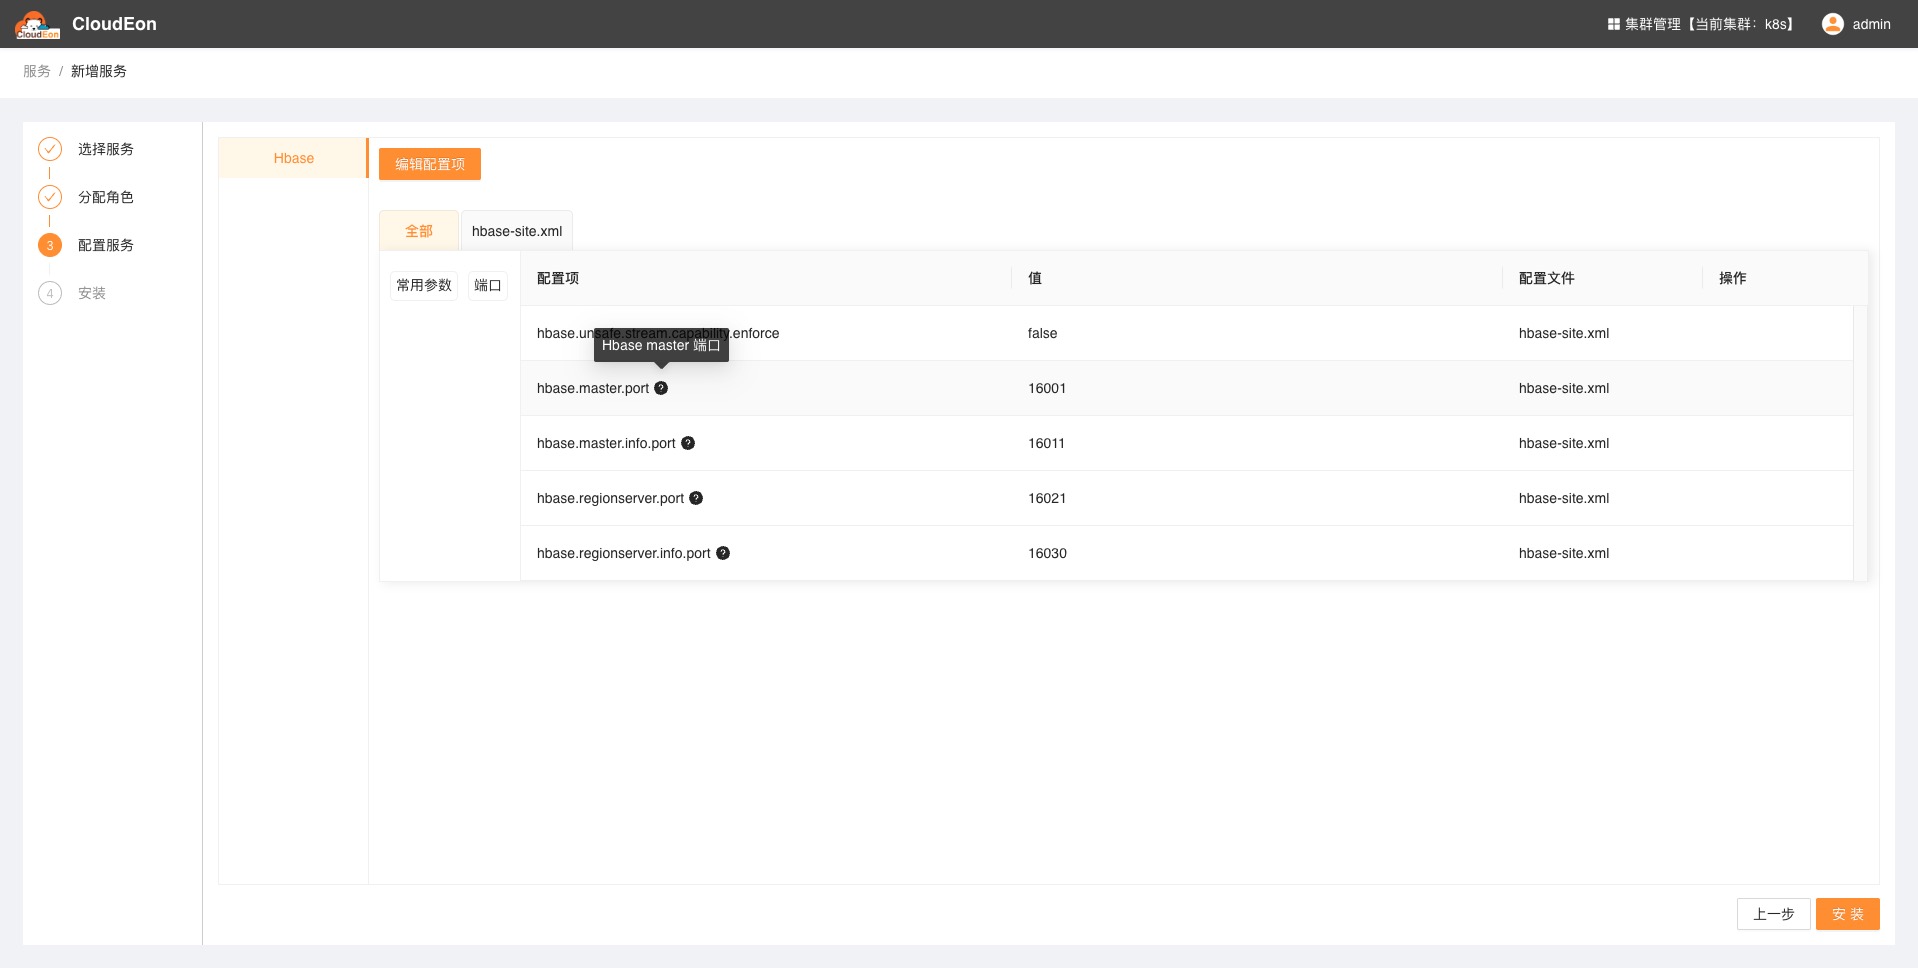 CloudEon
CloudEon
集群管理【当前集群：k8s】
admin
服务 / 新增服务
选择服务
分配角色
3 配置服务
4 安装
Hbase
编辑配置项
全部
hbase-site.xml
常用参数
端口
配置项 值 配置文件 操作
hbase.unsafe.stream.capability.enforce false hbase-site.xml
Hbase master 端口
hbase.master.port ? 16001 hbase-site.xml
hbase.master.info.port ? 16011 hbase-site.xml
hbase.regionserver.port ? 16021 hbase-site.xml
hbase.regionserver.info.port ? 16030 hbase-site.xml
上一步
安 装